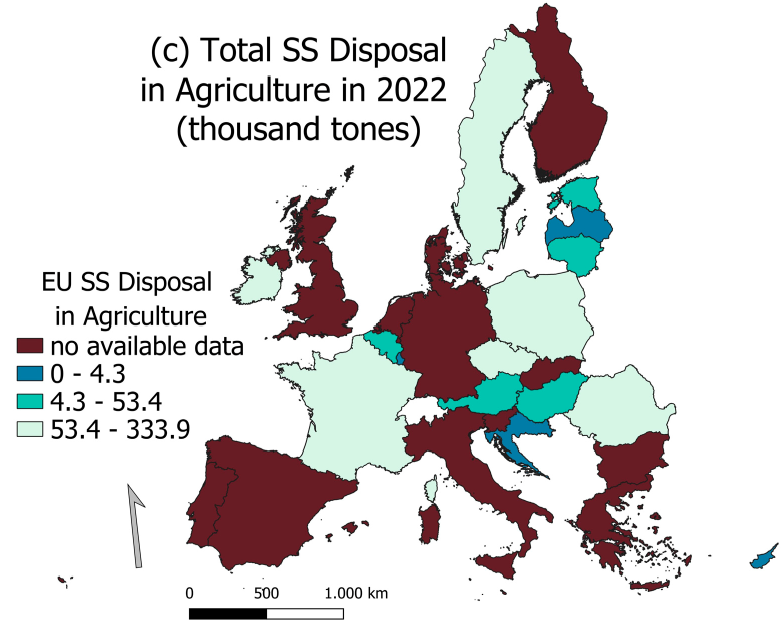 (c) Total SS Disposal
in Agriculture in 2022
(thousand tones)
EU SS Disposal
in Agriculture
no available data
0 - 4.3
4.3 - 53.4
53.4 - 333.9
0 500 1.000 km